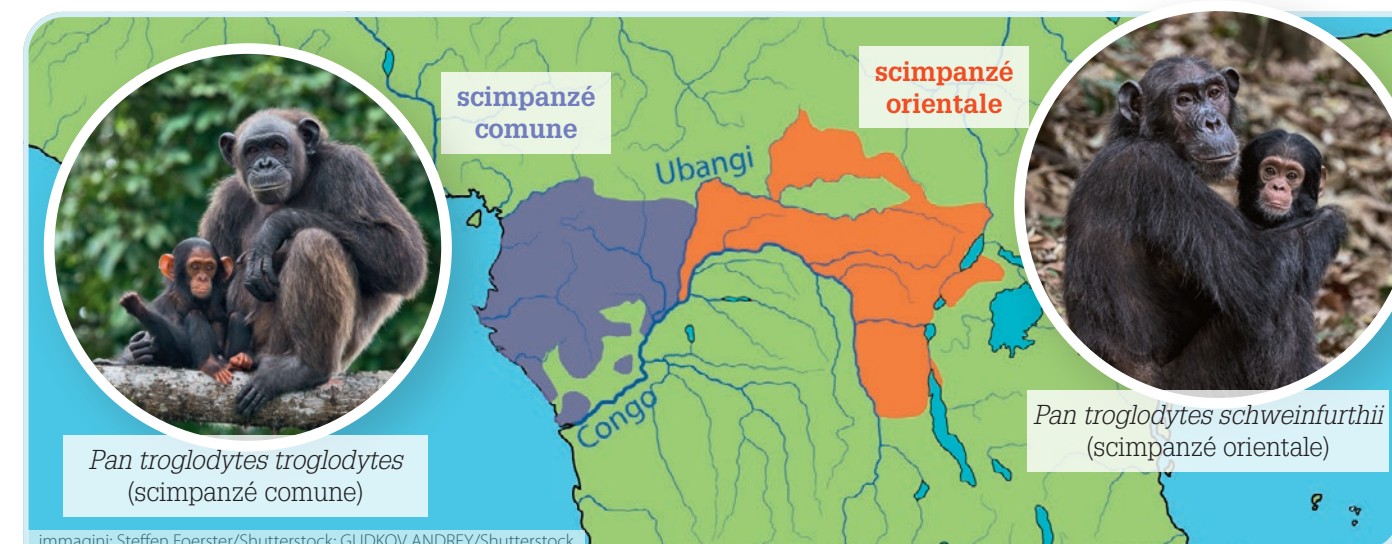 scimpanzé
comune
scimpanzé
orientale
Ubangi
Congo
Pan troglodytes troglodytes
(scimpanzé comune)
Pan troglodytes schweinfurthii
(scimpanzé orientale)
immagini: Steffen Foerster/Shutterstock; GUDKOV ANDREY/Shutterstock